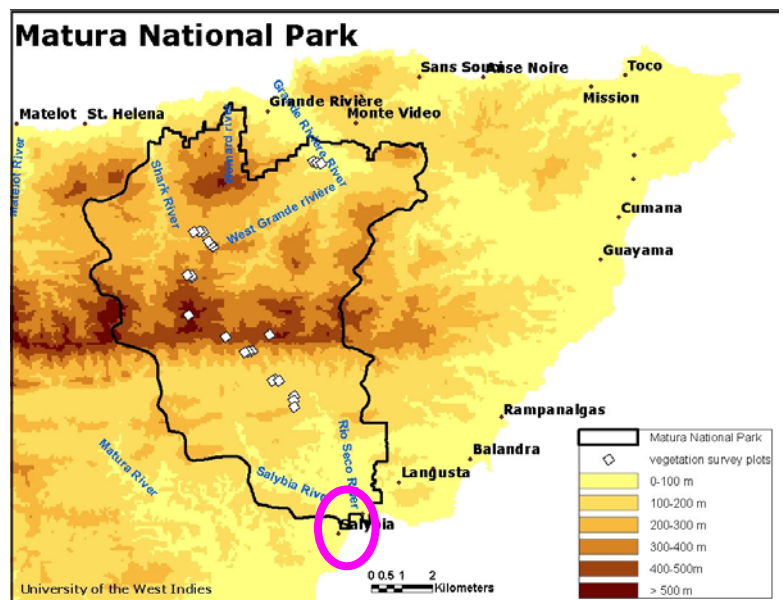 Matura National Park
Sans Souci
Anse Noire
Toco
Mission
Matelot
St. Helena
Grande Rivière
Monte Video
Grande Rivière River
Matelot River
Shark River
West Grande rivière
Cumana
Guayama
Rampanalgas
Balandra
Langusta
Rio Seco River
Salybia River
Matura River
Salybia
Matura National Park
vegetation survey plots
0-100 m
100-200 m
200-300 m
300-400 m
400-500m
> 500 m
0 0.5 1 2
Kilometers
University of the West Indies